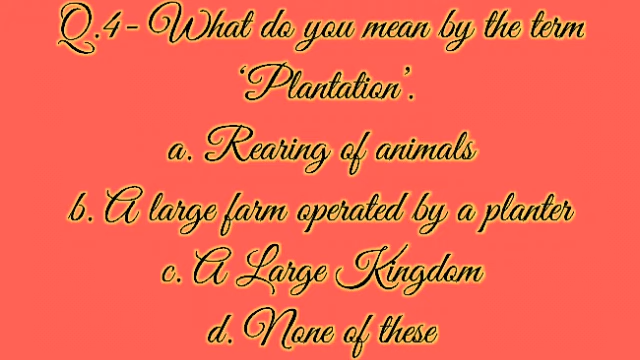 Q.4- What do you mean by the term
‘Plantation’.
a. Rearing of animals
b. A large farm operated by a planter
c. A Large Kingdom
d. None of these